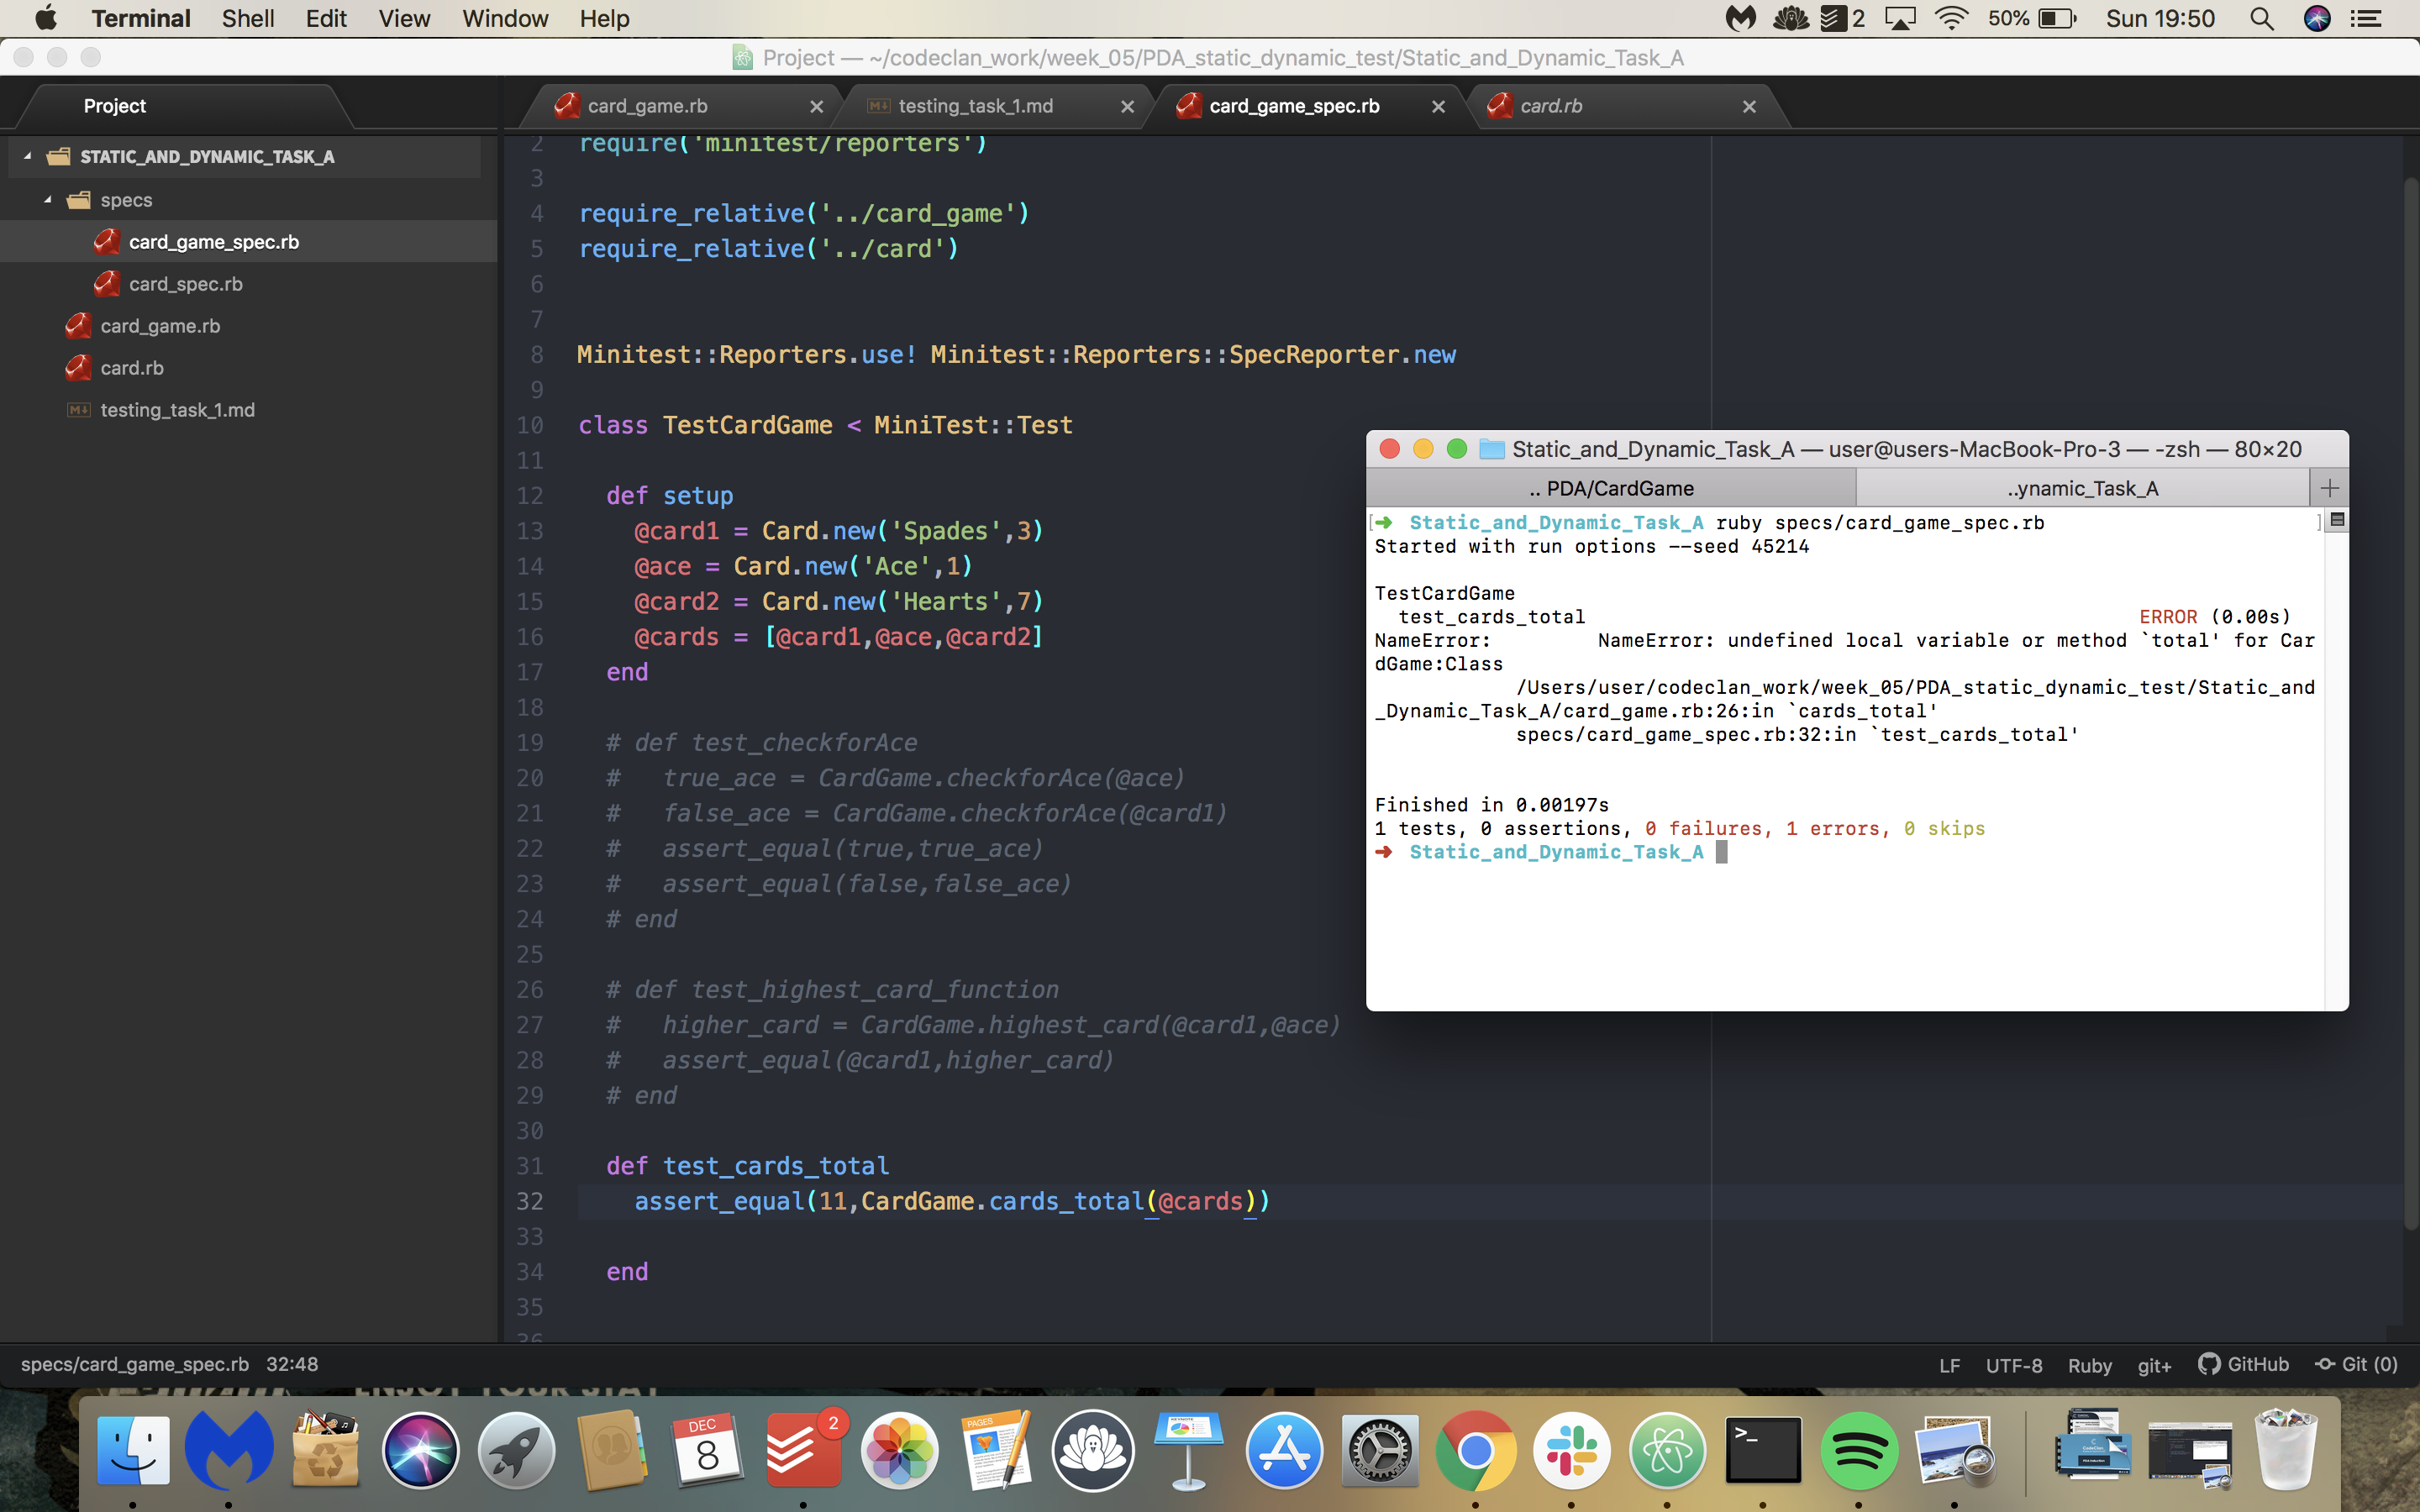 Terminal Shell Edit View Window Help 2 50% Sun 19:50
Project — ~/codeclan_work/week_05/PDA_static_dynamic_test/Static_and_Dynamic_Task_A
Project
card_game.rb
testing_task_1.md
card_game_spec.rb
card.rb
STATIC_AND_DYNAMIC_TASK_A
specs
card_game_spec.rb
card_spec.rb
card_game.rb
card.rb
M↓ testing_task_1.md
2 require('minitest/reporters')
3
4 require_relative('../card_game')
5 require_relative('../card')
6
7
8 Minitest::Reporters.use! Minitest::Reporters::SpecReporter.new
9
10 class TestCardGame < MiniTest::Test
11
12 def setup
13 @card1 = Card.new('Spades',3)
14 @ace = Card.new('Ace',1)
15 @card2 = Card.new('Hearts',7)
16 @cards = [@card1,@ace,@card2]
17 end
18
19 # def test_checkforAce
20 # true_ace = CardGame.checkforAce(@ace)
21 # false_ace = CardGame.checkforAce(@card1)
22 # assert_equal(true,true_ace)
23 # assert_equal(false,false_ace)
24 # end
25
26 # def test_highest_card_function
27 # higher_card = CardGame.highest_card(@card1,@ace)
28 # assert_equal(@card1,higher_card)
29 # end
30
31 def test_cards_total
32 assert_equal(11,CardGame.cards_total(@cards))
33
34 end
35
36
Static_and_Dynamic_Task_A — user@users-MacBook-Pro-3 — -zsh — 80×20
.. PDA/CardGame
..ynamic_Task_A
[➜ Static_and_Dynamic_Task_A ruby specs/card_game_spec.rb ]
Started with run options --seed 45214
TestCardGame
test_cards_total ERROR (0.00s)
NameError: NameError: undefined local variable or method `total' for Car
dGame:Class
/Users/user/codeclan_work/week_05/PDA_static_dynamic_test/Static_and
_Dynamic_Task_A/card_game.rb:26:in `cards_total'
specs/card_game_spec.rb:32:in `test_cards_total'
Finished in 0.00197s
1 tests, 0 assertions, 0 failures, 1 errors, 0 skips
➜ Static_and_Dynamic_Task_A
specs/card_game_spec.rb 32:48
LF UTF-8 Ruby git+ GitHub Git (0)
ENJOY YOUR STAY
DEC
8
2
PAGES
KEYNOTE
>_